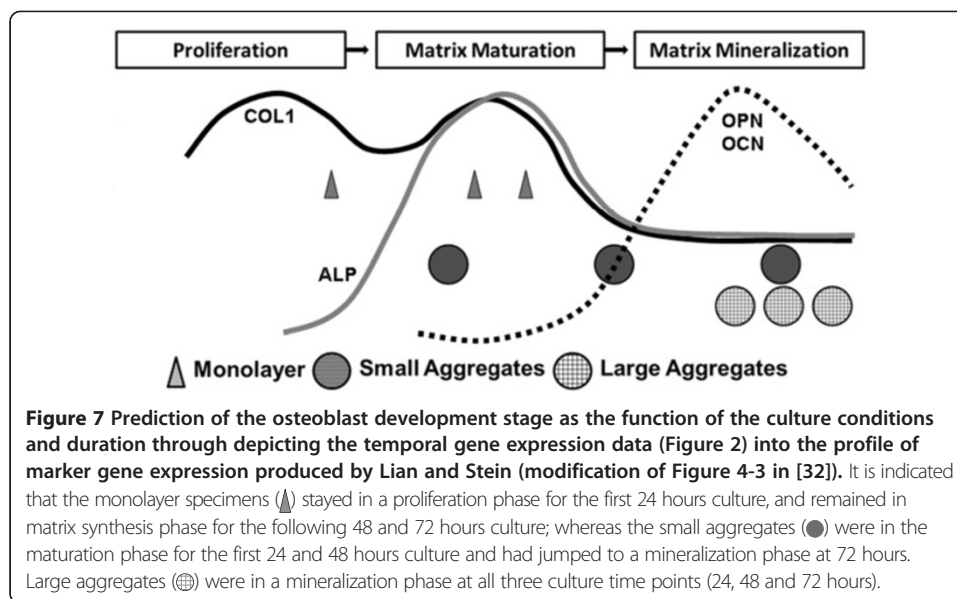 Proliferation Matrix Maturation Matrix Mineralization
COL1
OPN
OCN
ALP
Monolayer Small Aggregates Large Aggregates
Figure 7 Prediction of the osteoblast development stage as the function of the culture conditions
and duration through depicting the temporal gene expression data (Figure 2) into the profile of
marker gene expression produced by Lian and Stein (modification of Figure 4-3 in [32]). It is indicated
that the monolayer specimens () stayed in a proliferation phase for the first 24 hours culture, and remained in
matrix synthesis phase for the following 48 and 72 hours culture; whereas the small aggregates () were in the
maturation phase for the first 24 and 48 hours culture and had jumped to a mineralization phase at 72 hours.
Large aggregates () were in a mineralization phase at all three culture time points (24, 48 and 72 hours).